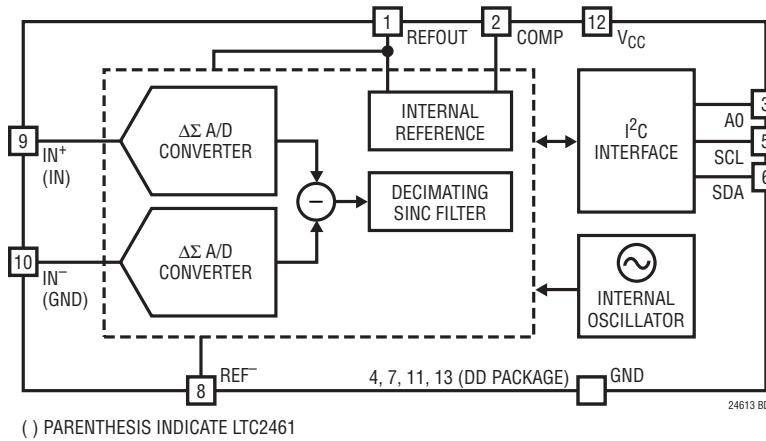 1
REFOUT
2
COMP
12
VCC
9
IN+
(IN)
ΔΣ A/D
CONVERTER
INTERNAL
REFERENCE
I2C
INTERFACE
3
A0
5
SCL
6
SDA
–
DECIMATING
SINC FILTER
10
IN–
(GND)
ΔΣ A/D
CONVERTER
INTERNAL
OSCILLATOR
8
REF–
4, 7, 11, 13 (DD PACKAGE)
GND
24613
( ) PARENTHESIS INDICATE LTC2461